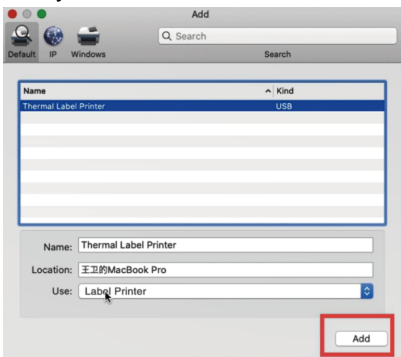 Add
Search
Default IP Windows Search
Name Kind
Thermal Label Printer USB
Name: Thermal Label Printer
Location: 王卫的MacBook Pro
Use: Label Printer
Add